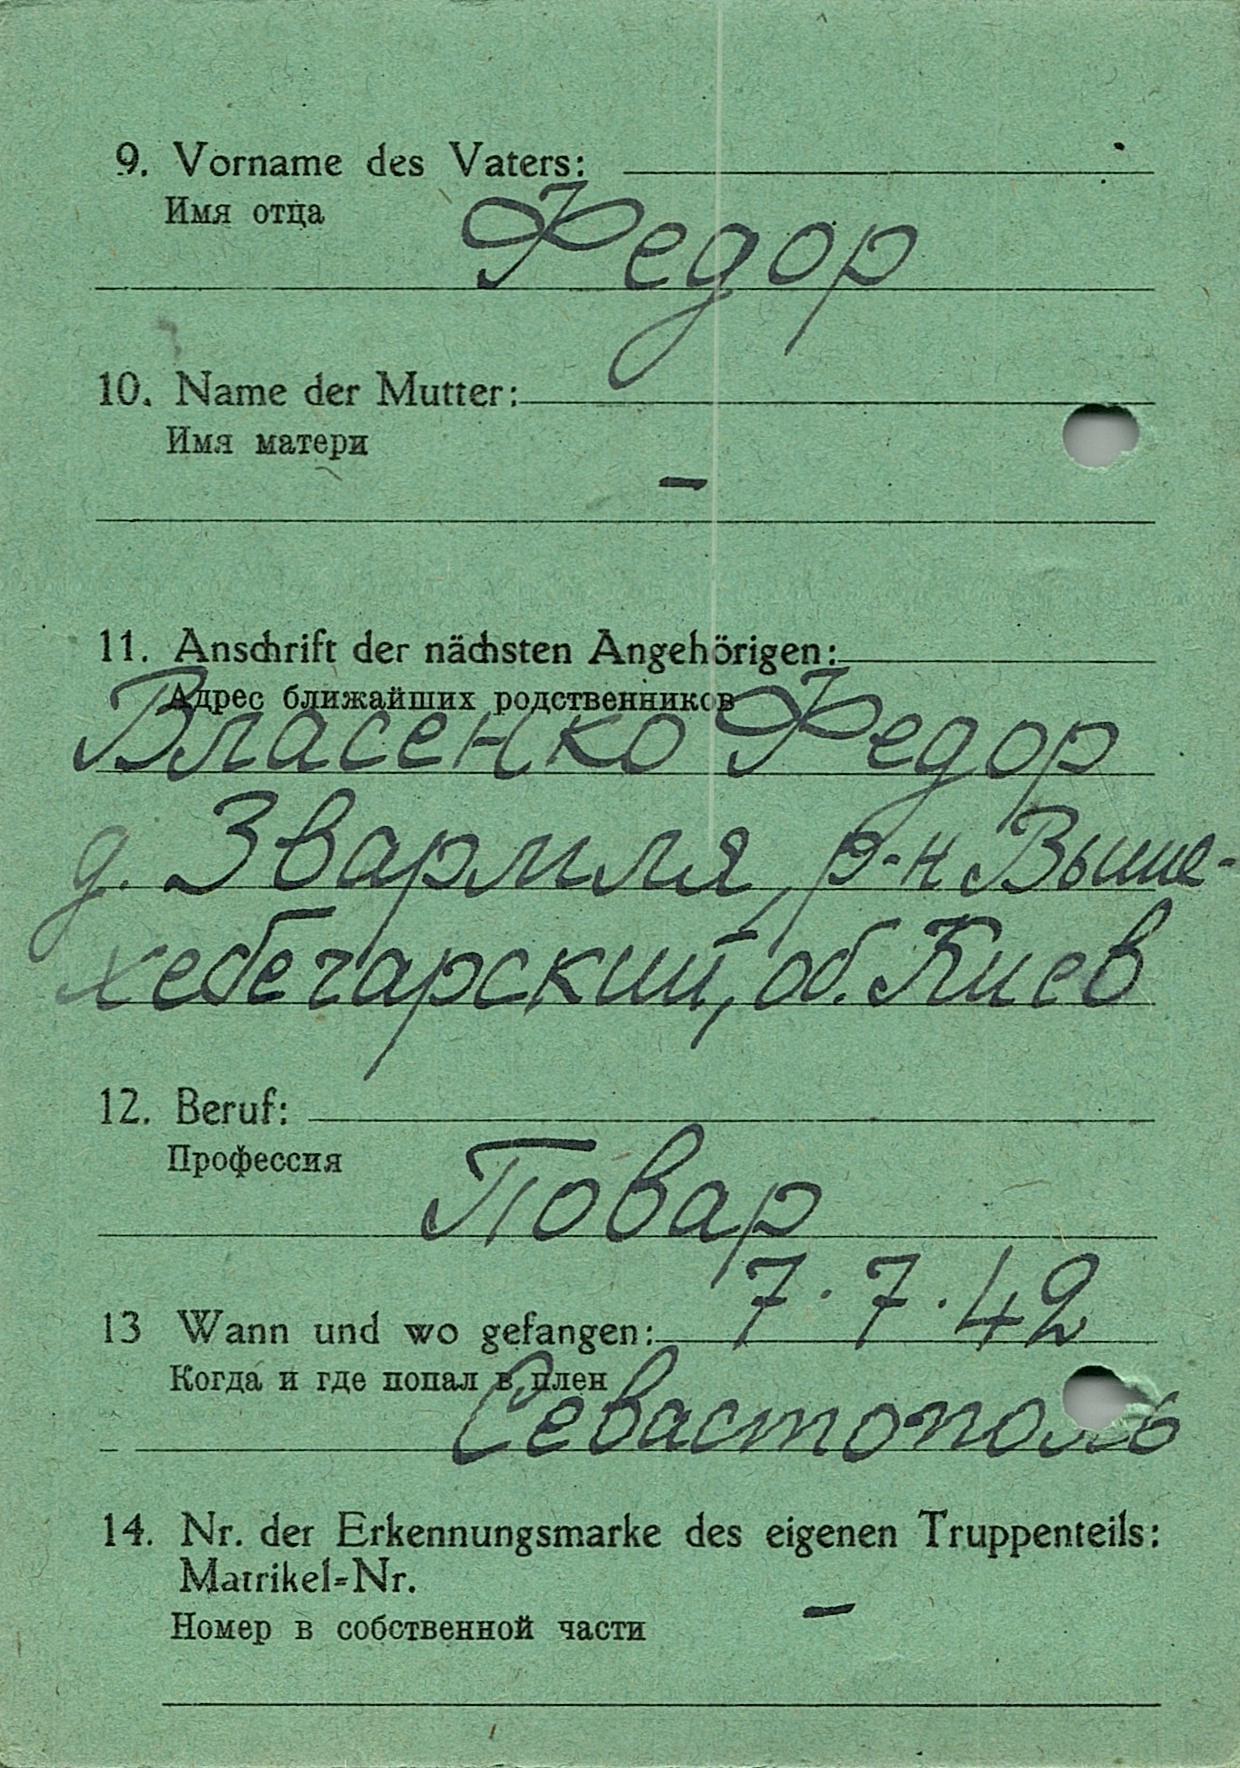 9. Vorname des Vaters:
Имя отца
Федор
10. Name der Mutter:
Имя матери
–
11. Anschrift der nächsten Angehörigen:
Адрес ближайших родственников
Власенко Федор
д. Звармля, р-н Выше-
хебегарский, об. Киев
12. Beruf:
Профессия
Повар
13 Wann und wo gefangen: 7.7.42
Когда и где попал в плен
Севастополь
14. Nr. der Erkennungsmarke des eigenen Truppenteils:
Matrikel=Nr.
–
Номер в собственной части